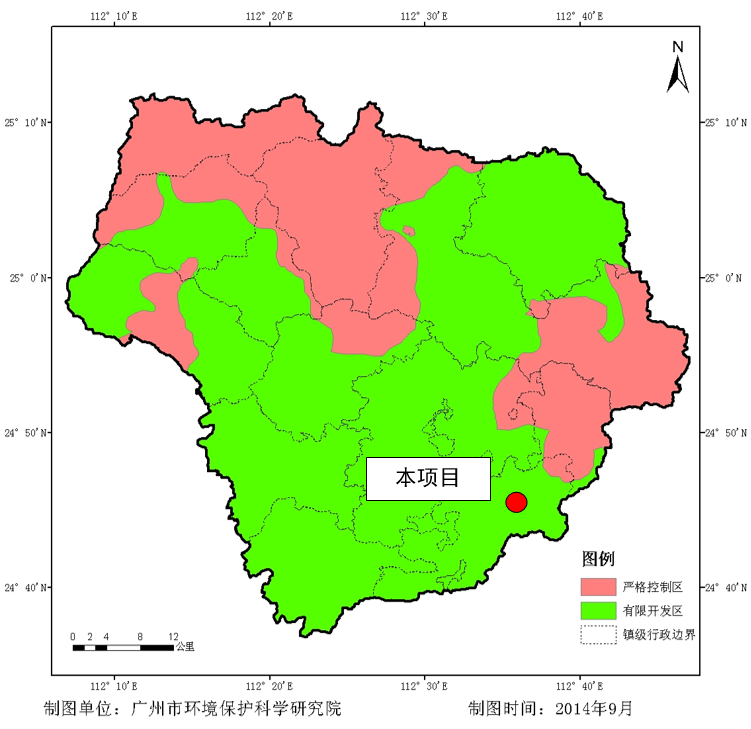 112° 10′E 112° 20′E 112° 30′E 112° 40′E
N
25° 10′N 25° 10′N
25° 0′N 25° 0′N
24° 50′N 24° 50′N
本项目
图例
24° 40′N 24° 40′N
严格控制区
有限开发区
镇级行政边界
0 2 4 8 12
公里
112° 10′E 112° 20′E 112° 30′E 112° 40′E
制图单位：广州市环境保护科学研究院 制图时间：2014年9月